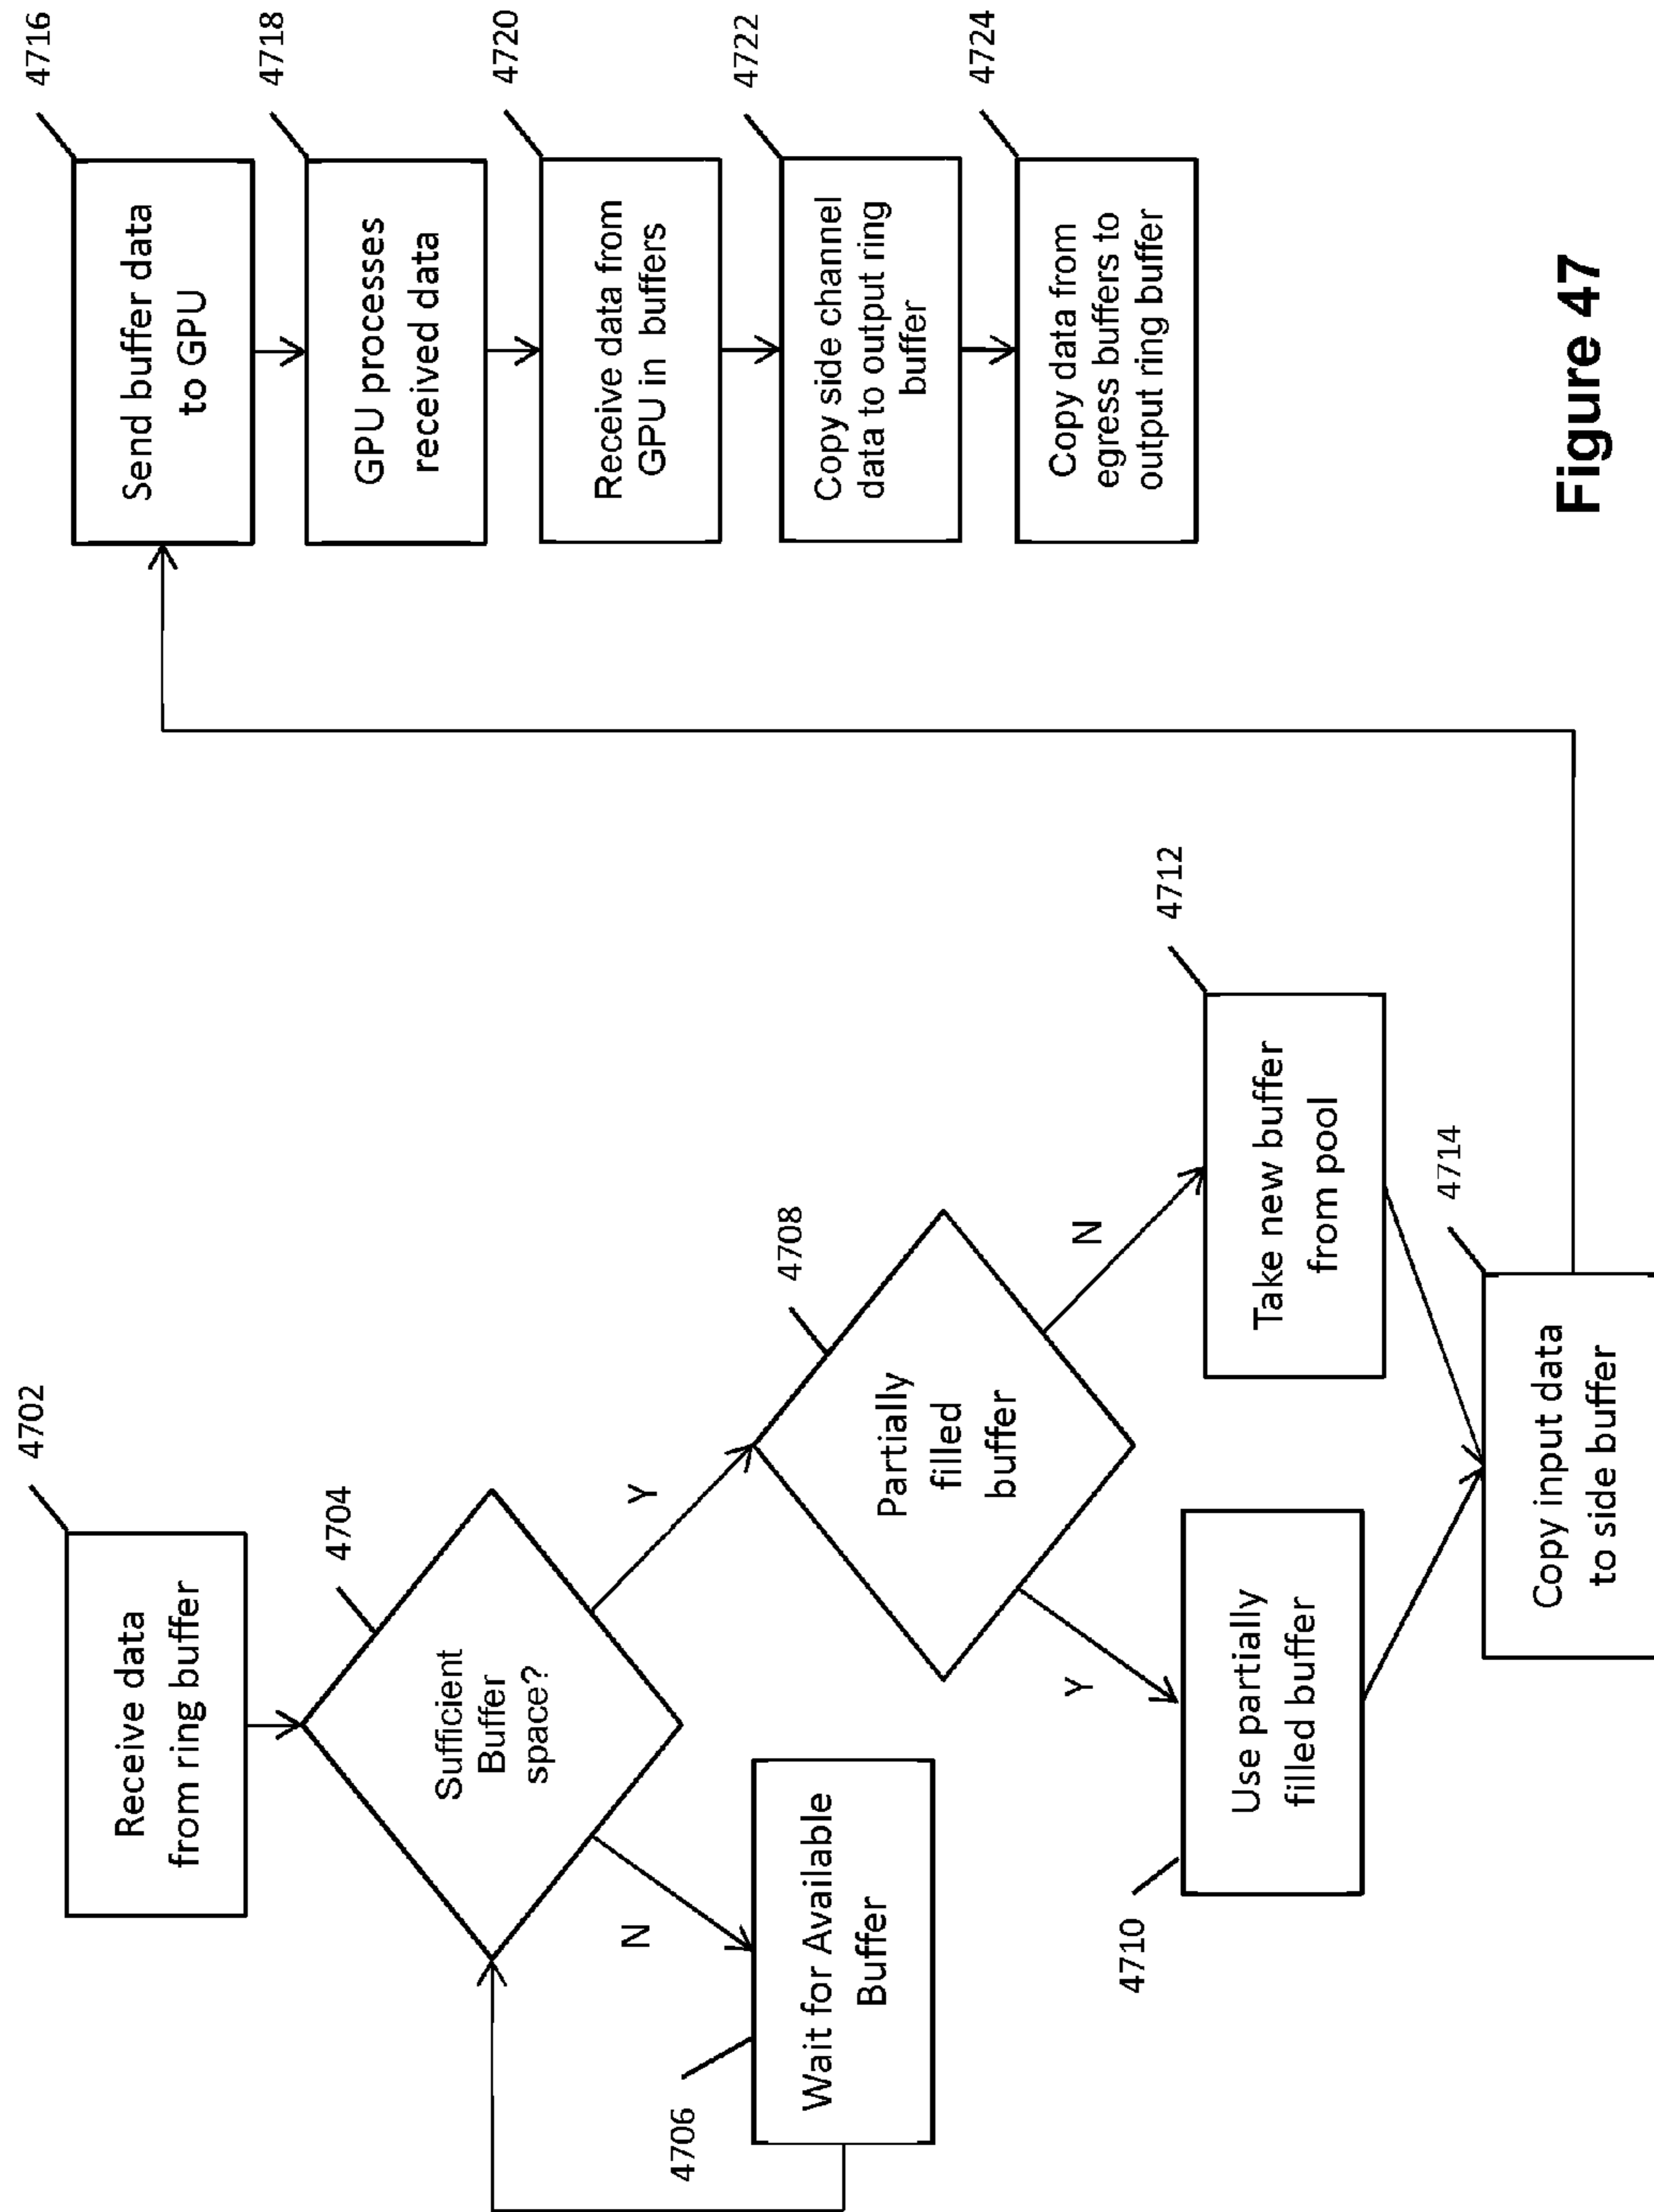 4702
Receive data
from ring buffer
4704
Sufficient
Buffer
space?
N
Y
4706
Wait for Available
Buffer
4708
Partially
filled
buffer
Y
N
4710
Use partially
filled buffer
4712
Take new buffer
from pool
4714
Copy input data
to side buffer
4716
Send buffer data
to GPU
4718
GPU processes
received data
4720
Receive data from
GPU in buffers
4722
Copy side channel
data to output ring
buffer
4724
Copy data from
egress buffers to
output ring buffer
Figure 47